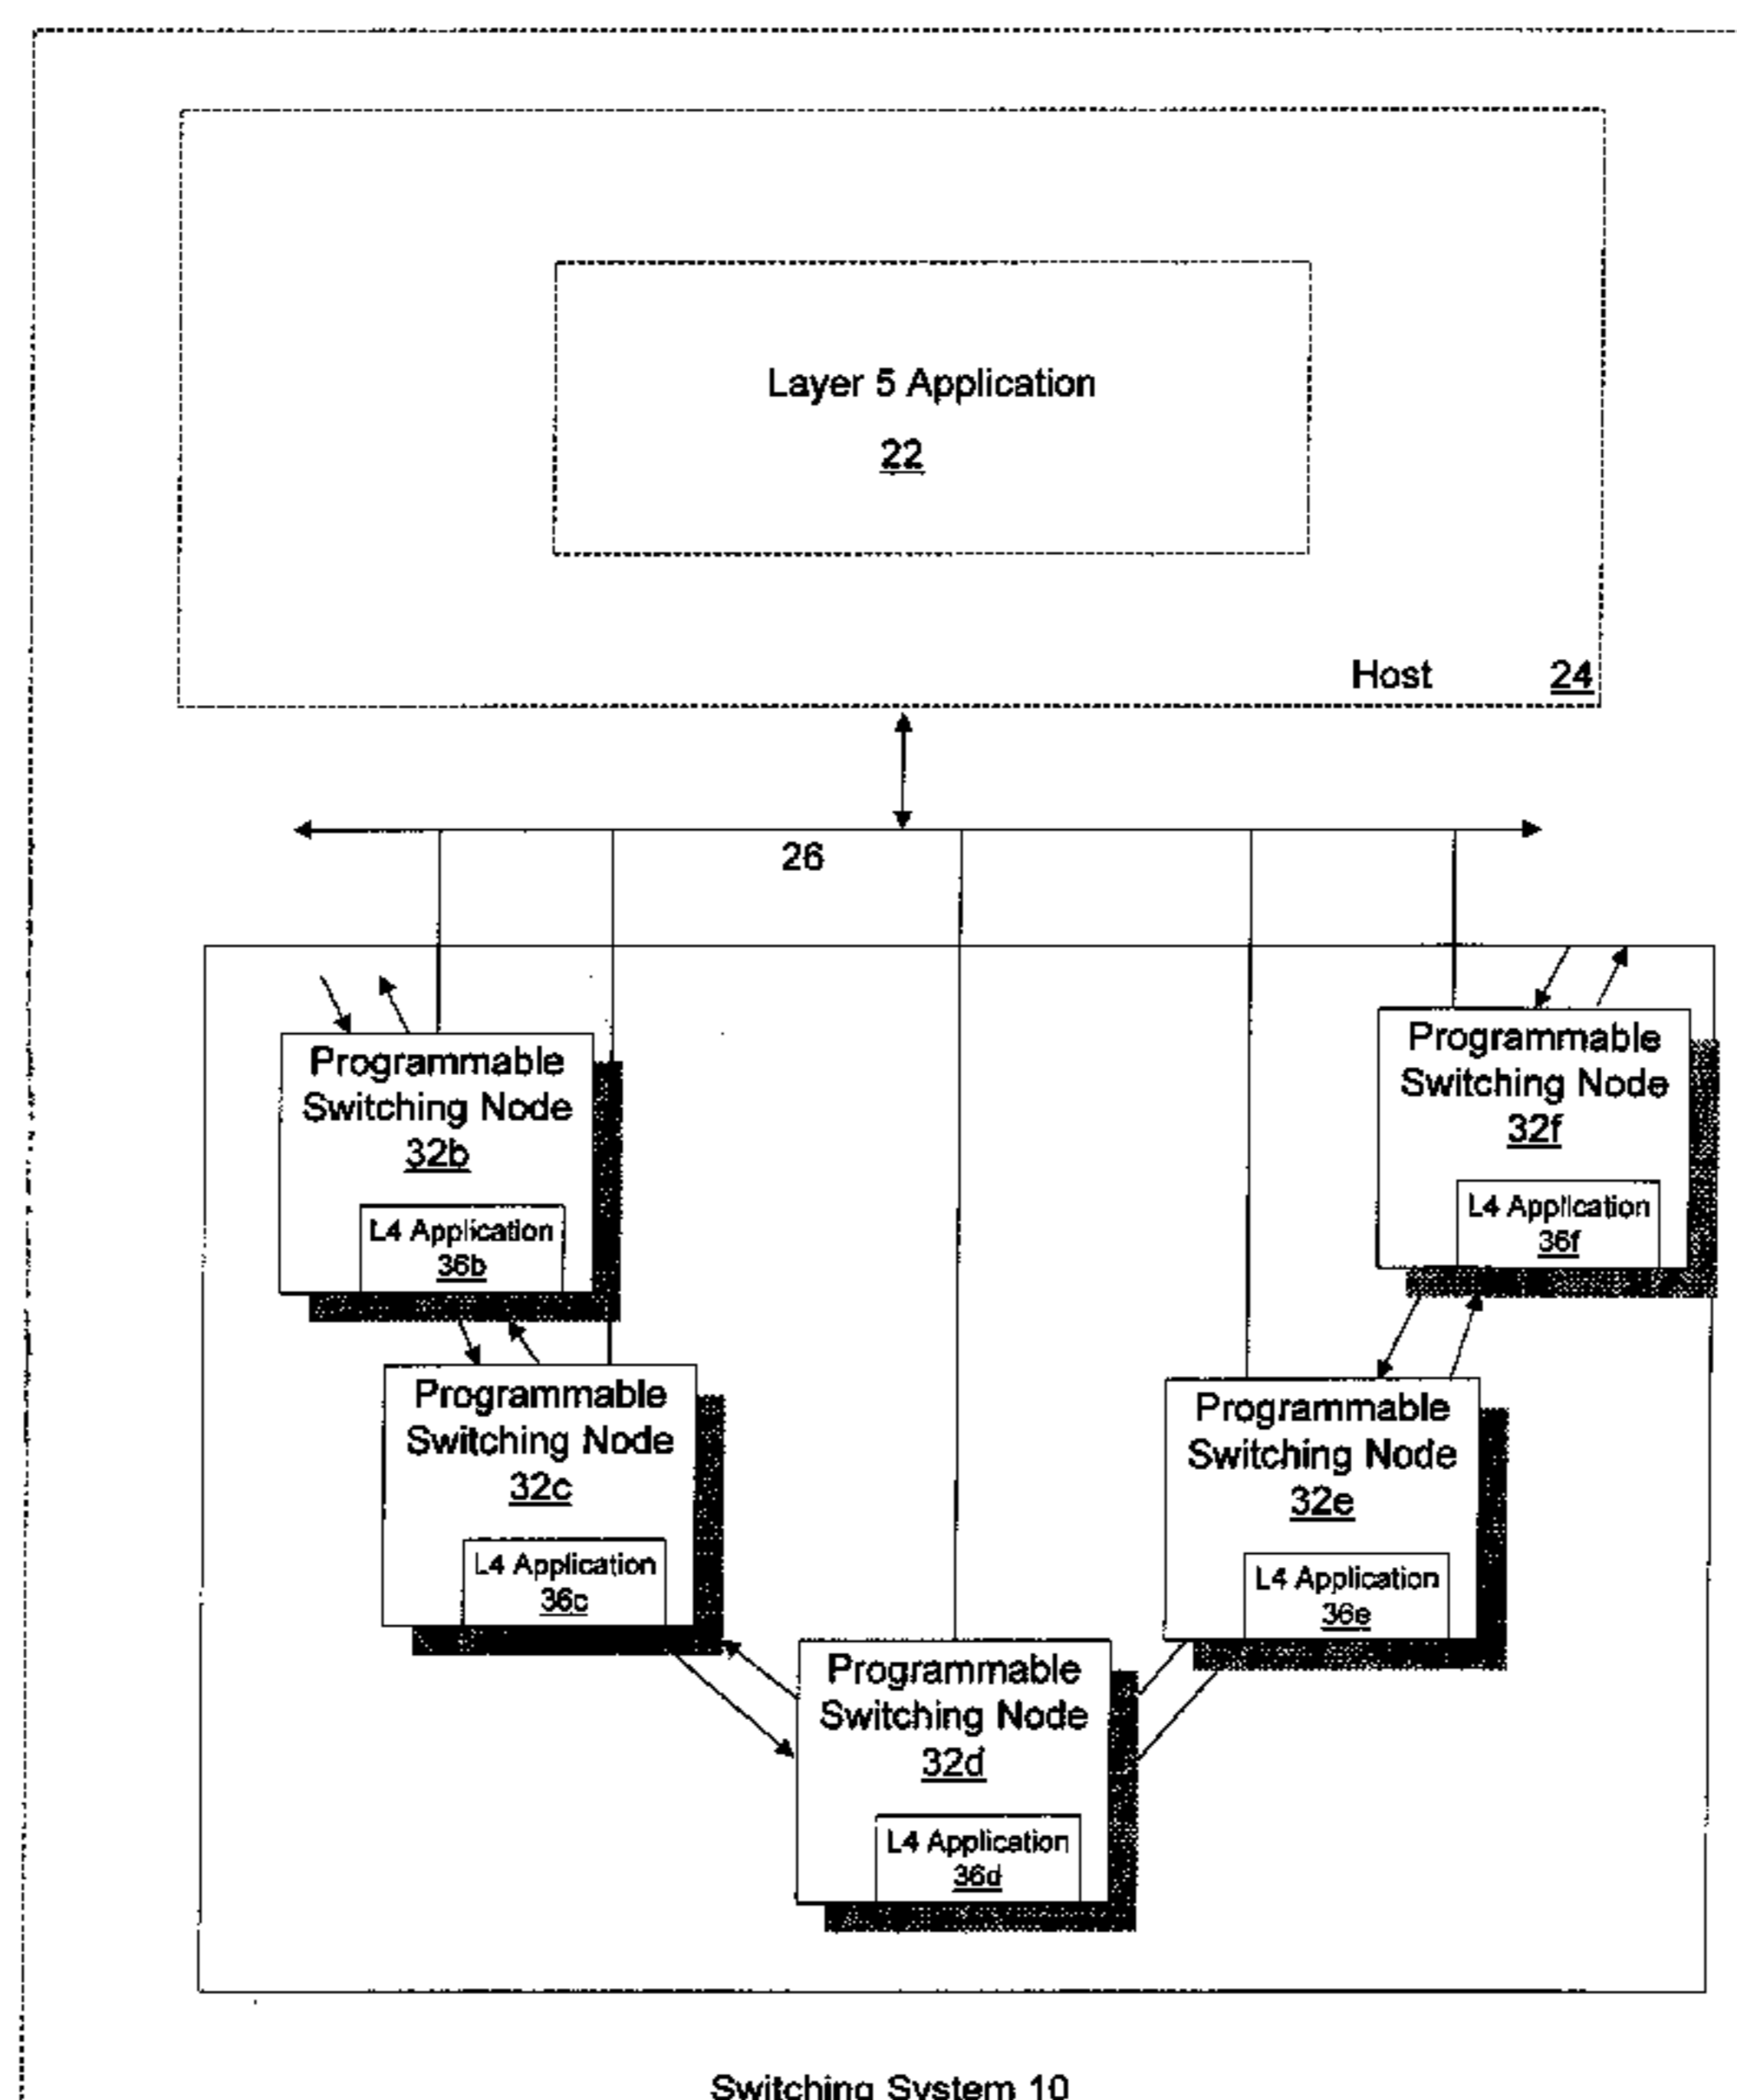 Layer 5 Application
22
Host 24
26
Programmable
Switching Node
32b
L4 Application
36b
Programmable
Switching Node
32f
L4 Application
36f
Programmable
Switching Node
32c
L4 Application
36c
Programmable
Switching Node
32e
L4 Application
36e
Programmable
Switching Node
32d
L4 Application
36d
Switching System 10